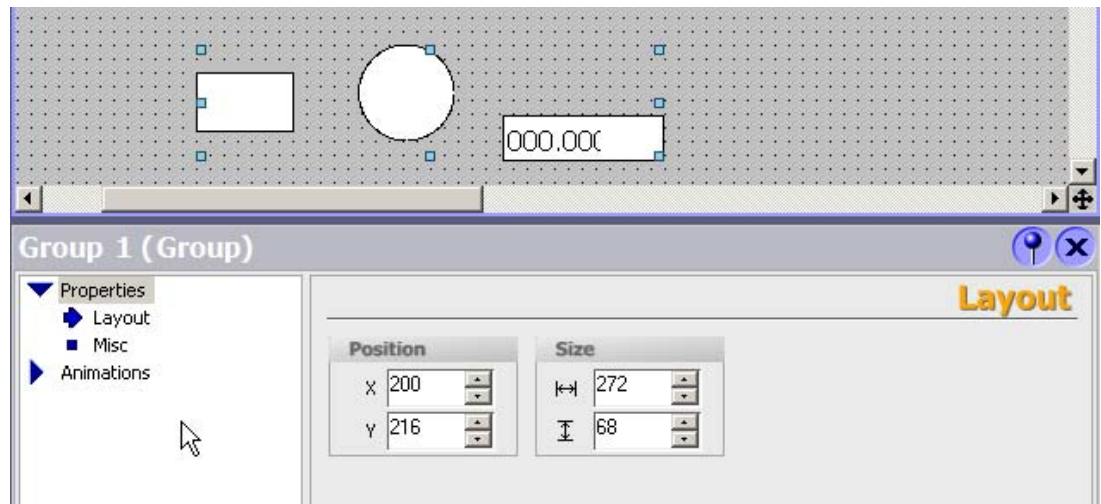 000.00(
Group 1 (Group)
Properties
Layout
Misc
Animations
Layout
Position
Size
X 200
272
Y 216
68